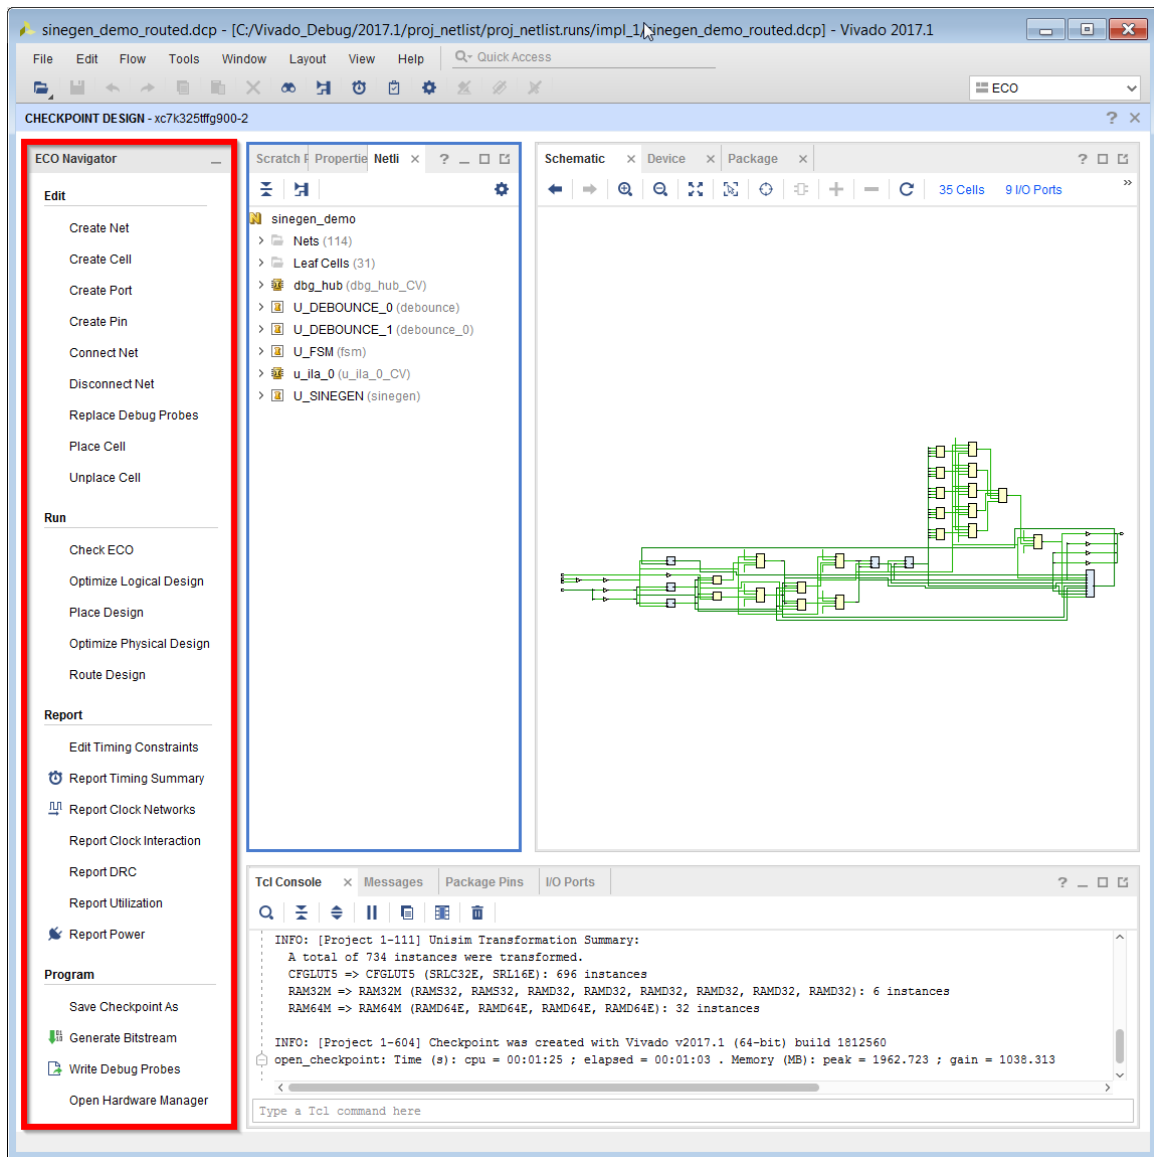 sinegen_demo_routed.dcp - [C:/Vivado_Debug/2017.1/proj_netlist/proj_netlist.runs/impl_1/sinegen_demo_routed.dcp] - Vivado 2017.1
File Edit Flow Tools Window Layout View Help Quick Access
ECO
CHECKPOINT DESIGN - xc7k325tffg900-2
ECO Navigator
Edit
Create Net
Create Cell
Create Port
Create Pin
Connect Net
Disconnect Net
Replace Debug Probes
Place Cell
Unplace Cell
Run
Check ECO
Optimize Logical Design
Place Design
Optimize Physical Design
Route Design
Report
Edit Timing Constraints
Report Timing Summary
Report Clock Networks
Report Clock Interaction
Report DRC
Report Utilization
Report Power
Program
Save Checkpoint As
Generate Bitstream
Write Debug Probes
Open Hardware Manager
Scratch Propertie Netli
sinegen_demo
Nets (114)
Leaf Cells (31)
dbg_hub (dbg_hub_CV)
U_DEBOUNCE_0 (debounce)
U_DEBOUNCE_1 (debounce_0)
U_FSM (fsm)
u_ila_0 (u_ila_0_CV)
U_SINEGEN (sinegen)
Schematic Device Package
35 Cells 9 I/O Ports
Tcl Console Messages Package Pins I/O Ports
INFO: [Project 1-111] Unisim Transformation Summary:
A total of 734 instances were transformed.
CFGLUT5 => CFGLUT5 (SRLC32E, SRL16E): 696 instances
RAM32M => RAM32M (RAMS32, RAMS32, RAMD32, RAMD32, RAMD32, RAMD32, RAMD32, RAMD32): 6 instances
RAM64M => RAM64M (RAMD64E, RAMD64E, RAMD64E, RAMD64E): 32 instances
INFO: [Project 1-604] Checkpoint was created with Vivado v2017.1 (64-bit) build 1812560
open_checkpoint: Time (s): cpu = 00:01:25 ; elapsed = 00:01:03 . Memory (MB): peak = 1962.723 ; gain = 1038.313
Type a Tcl command here